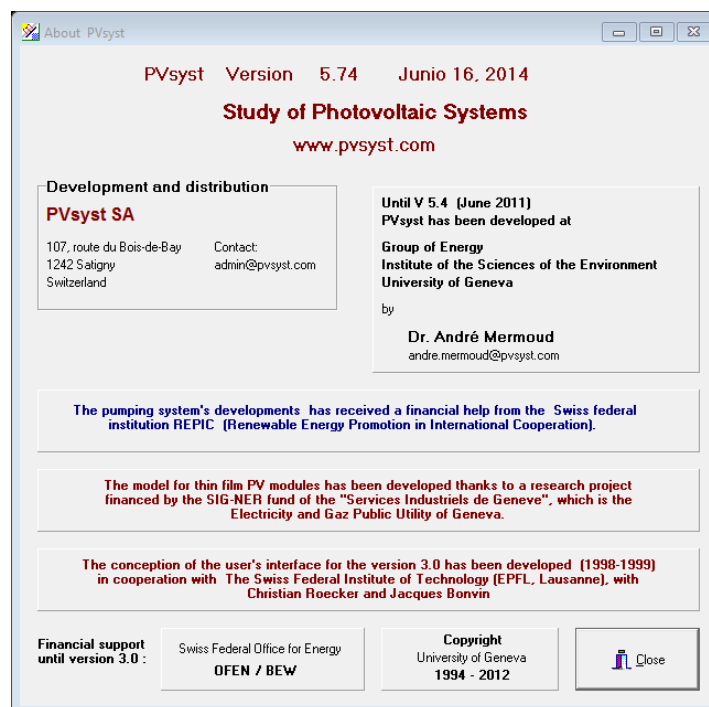 About PVsyst
PVsyst Version 5.74 Junio 16, 2014
Study of Photovoltaic Systems
www.pvsyst.com
Development and distribution
PVsyst SA
107, route du Bois-de-Bay
1242 Satigny
Switzerland
Contact:
admin@pvsyst.com
Until V 5.4 (June 2011)
PVsyst has been developed at
Group of Energy
Institute of the Sciences of the Environment
University of Geneva
by
Dr. André Mermoud
andre.mermoud@pvsyst.com
The pumping system's developments has received a financial help from the Swiss federal
institution REPIC (Renewable Energy Promotion in International Cooperation).
The model for thin film PV modules has been developed thanks to a research project
financed by the SIG-NER fund of the "Services Industriels de Geneve", which is the
Electricity and Gaz Public Utility of Geneva.
The conception of the user's interface for the version 3.0 has been developed (1998-1999)
in cooperation with The Swiss Federal Institute of Technology (EPFL, Lausanne), with
Christian Roecker and Jacques Bonvin
Financial support
until version 3.0 :
Swiss Federal Office for Energy
OFEN / BEW
Copyright
University of Geneva
1994 - 2012
Close